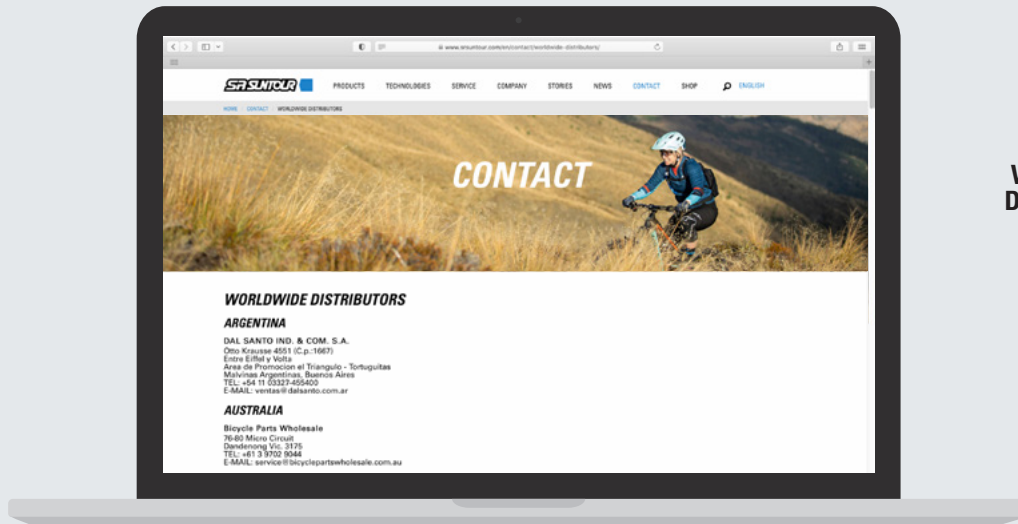 www.srsuntour.com/en/contact/worldwide-distributors/
SR SUNTOUR
PRODUCTS
TECHNOLOGIES
SERVICE
COMPANY
STORIES
NEWS
CONTACT
SHOP
ENGLISH
HOME
CONTACT
WORLDWIDE DISTRIBUTORS
CONTACT
WORLDWIDE DISTRIBUTORS
ARGENTINA
DAL SANTO IND. & COM. S.A.
Otto Krausse 4551 (C.p.:1667)
Entre Eiffel y Volta
Area de Promocion el Triangulo - Tortuguitas
Malvinas Argentinas, Buenos Aires
TEL: +54 11 03327-455400
E-MAIL: ventas@dalsanto.com.ar
AUSTRALIA
Bicycle Parts Wholesale
76-80 Micro Circuit
Dandenong Vic. 3175
TEL: +61 3 9702 9044
E-MAIL: service@bicyclepartswholesale.com.au